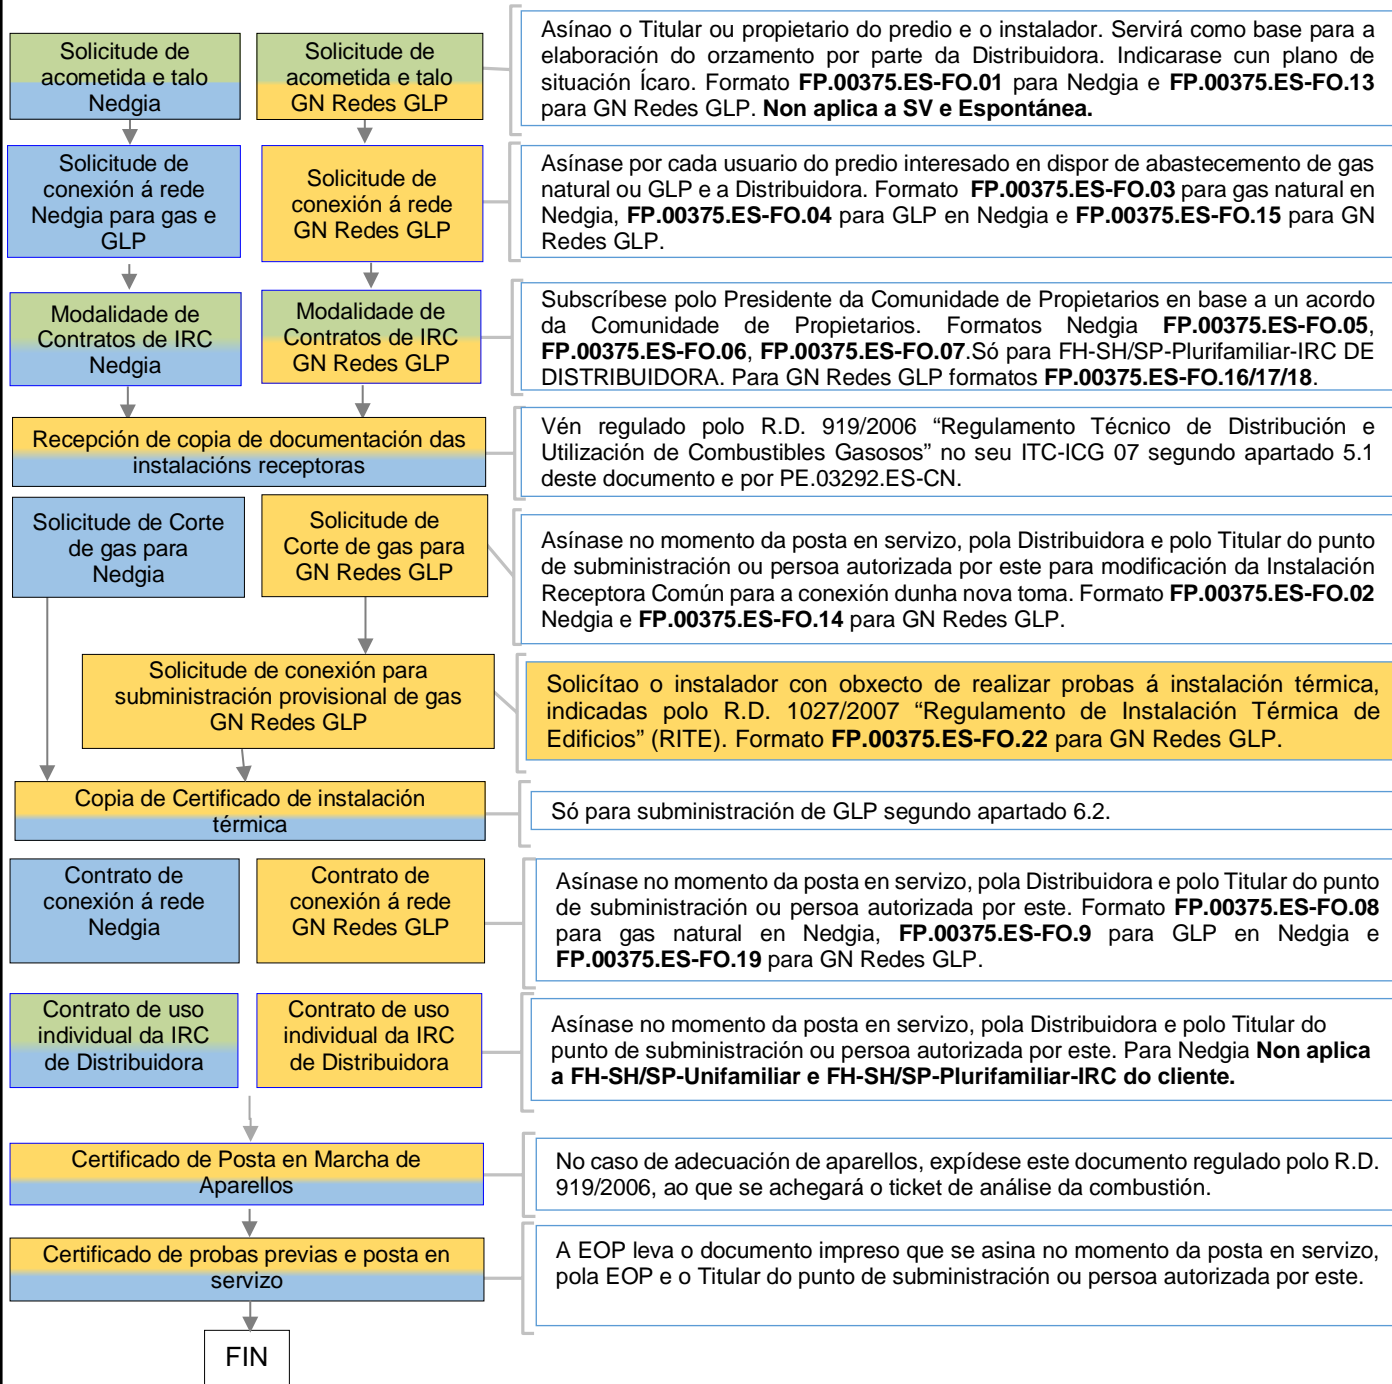 Solicitude de
acometida e talo
Nedgia
Solicitude de
acometida e talo
GN Redes GLP
Asínao o Titular ou propietario do predio e o instalador. Servirá como base para a
elaboración do orzamento por parte da Distribuidora. Indicarase cun plano de
situación Ícaro. Formato FP.00375.ES-FO.01 para Nedgia e FP.00375.ES-FO.13
para GN Redes GLP. Non aplica a SV e Espontánea.
Solicitude de
conexión á rede
Nedgia para gas e
GLP
Solicitude de
conexión á rede
GN Redes GLP
Asínase por cada usuario do predio interesado en dispor de abastecemento de gas
natural ou GLP e a Distribuidora. Formato FP.00375.ES-FO.03 para gas natural en
Nedgia, FP.00375.ES-FO.04 para GLP en Nedgia e FP.00375.ES-FO.15 para GN
Redes GLP.
Modalidade de
Contratos de IRC
Nedgia
Modalidade de
Contratos de IRC
GN Redes GLP
Subscríbese polo Presidente da Comunidade de Propietarios en base a un acordo
da Comunidade de Propietarios. Formatos Nedgia FP.00375.ES-FO.05,
FP.00375.ES-FO.06, FP.00375.ES-FO.07.Só para FH-SH/SP-Plurifamiliar-IRC DE
DISTRIBUIDORA. Para GN Redes GLP formatos FP.00375.ES-FO.16/17/18.
Recepción de copia de documentación das
instalacións receptoras
Vén regulado polo R.D. 919/2006 “Regulamento Técnico de Distribución e
Utilización de Combustibles Gasosos” no seu ITC-ICG 07 segundo apartado 5.1
deste documento e por PE.03292.ES-CN.
Solicitude de Corte
de gas para
Nedgia
Solicitude de
Corte de gas para
GN Redes GLP
Asínase no momento da posta en servizo, pola Distribuidora e polo Titular do punto
de subministración ou persoa autorizada por este para modificación da Instalación
Receptora Común para a conexión dunha nova toma. Formato FP.00375.ES-FO.02
Nedgia e FP.00375.ES-FO.14 para GN Redes GLP.
Solicitude de conexión para
subministración provisional de gas
GN Redes GLP
Solicítao o instalador con obxecto de realizar probas á instalación térmica,
indicadas polo R.D. 1027/2007 “Regulamento de Instalación Térmica de
Edificios” (RITE). Formato FP.00375.ES-FO.22 para GN Redes GLP.
Copia de Certificado de instalación
térmica
Só para subministración de GLP segundo apartado 6.2.
Contrato de
conexión á rede
Nedgia
Contrato de
conexión á rede
GN Redes GLP
Asínase no momento da posta en servizo, pola Distribuidora e polo Titular do punto
de subministración ou persoa autorizada por este. Formato FP.00375.ES-FO.08
para gas natural en Nedgia, FP.00375.ES-FO.9 para GLP en Nedgia e
FP.00375.ES-FO.19 para GN Redes GLP.
Contrato de uso
individual da IRC
de Distribuidora
Contrato de uso
individual da IRC
de Distribuidora
Asínase no momento da posta en servizo, pola Distribuidora e polo Titular do
punto de subministración ou persoa autorizada por este. Para Nedgia Non aplica
a FH-SH/SP-Unifamiliar e FH-SH/SP-Plurifamiliar-IRC do cliente.
Certificado de Posta en Marcha de
Aparellos
No caso de adecuación de aparellos, expídese este documento regulado polo R.D.
919/2006, ao que se achegará o ticket de análise da combustión.
Certificado de probas previas e posta en
servizo
A EOP leva o documento impreso que se asina no momento da posta en servizo,
pola EOP e o Titular do punto de subministración ou persoa autorizada por este.
FIN